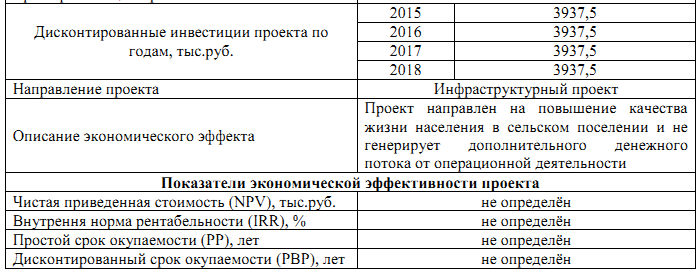 Дисконтированные инвестиции проекта по
годам, тыс.руб.
2015 3937,5
2016 3937,5
2017 3937,5
2018 3937,5
Направление проекта Инфраструктурный проект
Описание экономического эффекта
Проект направлен на повышение качества
жизни населения в сельском поселении и не
генерирует дополнительного денежного
потока от операционной деятельности
Показатели экономической эффективности проекта
Чистая приведенная стоимость (NPV), тыс.руб. не определён
Внутрення норма рентабельности (IRR), % не определён
Простой срок окупаемости (PP), лет не определён
Дисконтированный срок окупаемости (PBP), лет не определён